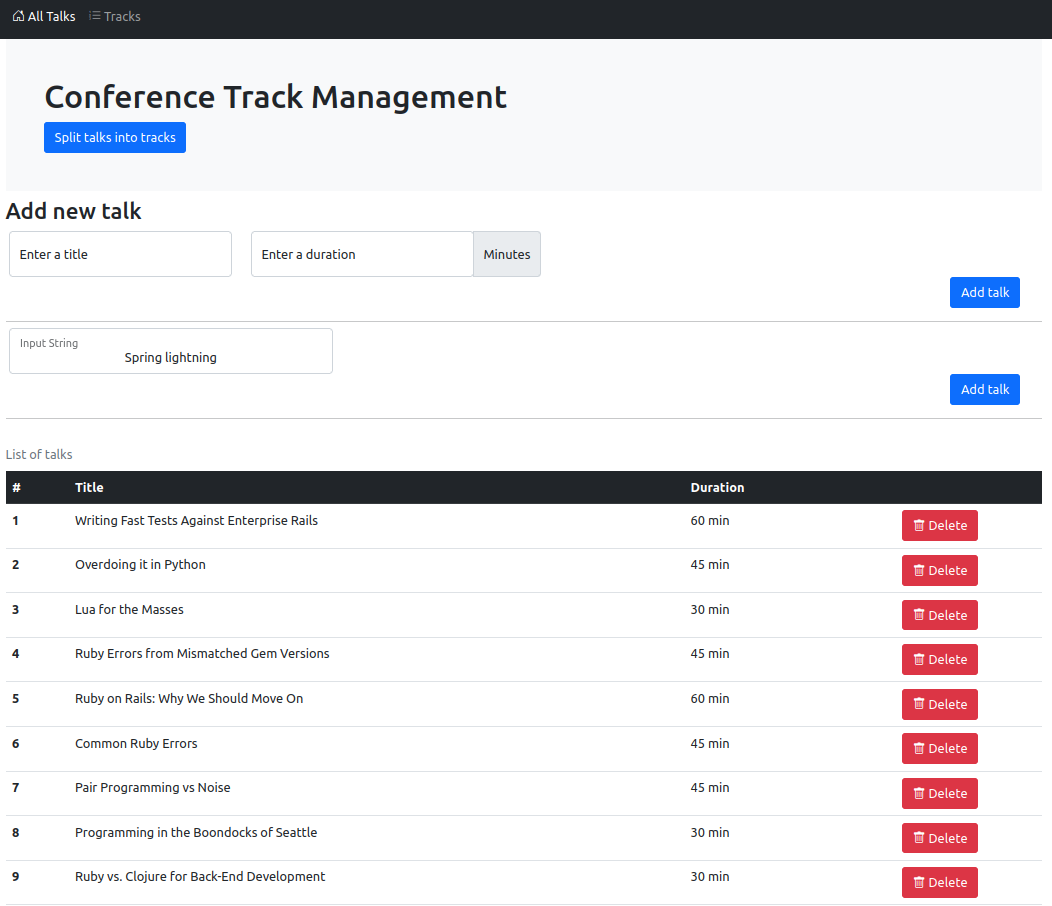 All Talks Tracks
Conference Track Management
Split talks into tracks
Add new talk
Enter a title Enter a duration Minutes
Add talk
Input String
Spring lightning
Add talk
List of talks
# Title Duration
1 Writing Fast Tests Against Enterprise Rails 60 min Delete
2 Overdoing it in Python 45 min Delete
3 Lua for the Masses 30 min Delete
4 Ruby Errors from Mismatched Gem Versions 45 min Delete
5 Ruby on Rails: Why We Should Move On 60 min Delete
6 Common Ruby Errors 45 min Delete
7 Pair Programming vs Noise 45 min Delete
8 Programming in the Boondocks of Seattle 30 min Delete
9 Ruby vs. Clojure for Back-End Development 30 min Delete